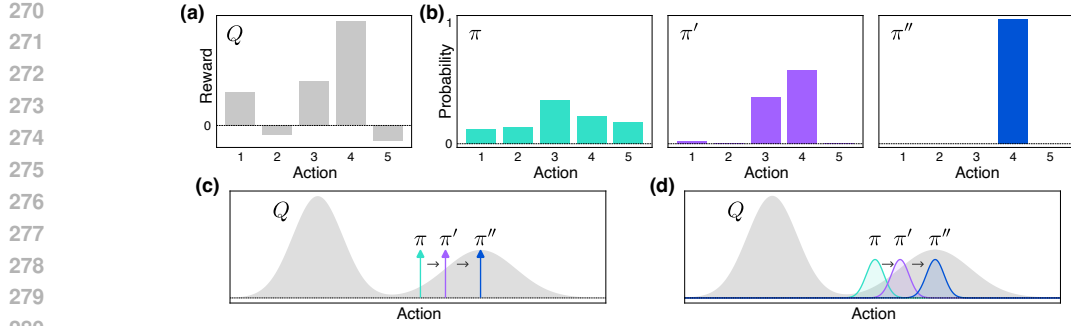 270
271
272
273
274
275
276
277
278
279
(a)
Q
Reward
0
1 2 3 4 5
Action
(b)
π
Probability
1
0
1 2 3 4 5
Action
π′
1 2 3 4 5
Action
π″
1 2 3 4 5
Action
(c)
Q
π → π′ → π″
Action
(d)
Q
π → π′ → π″
Action